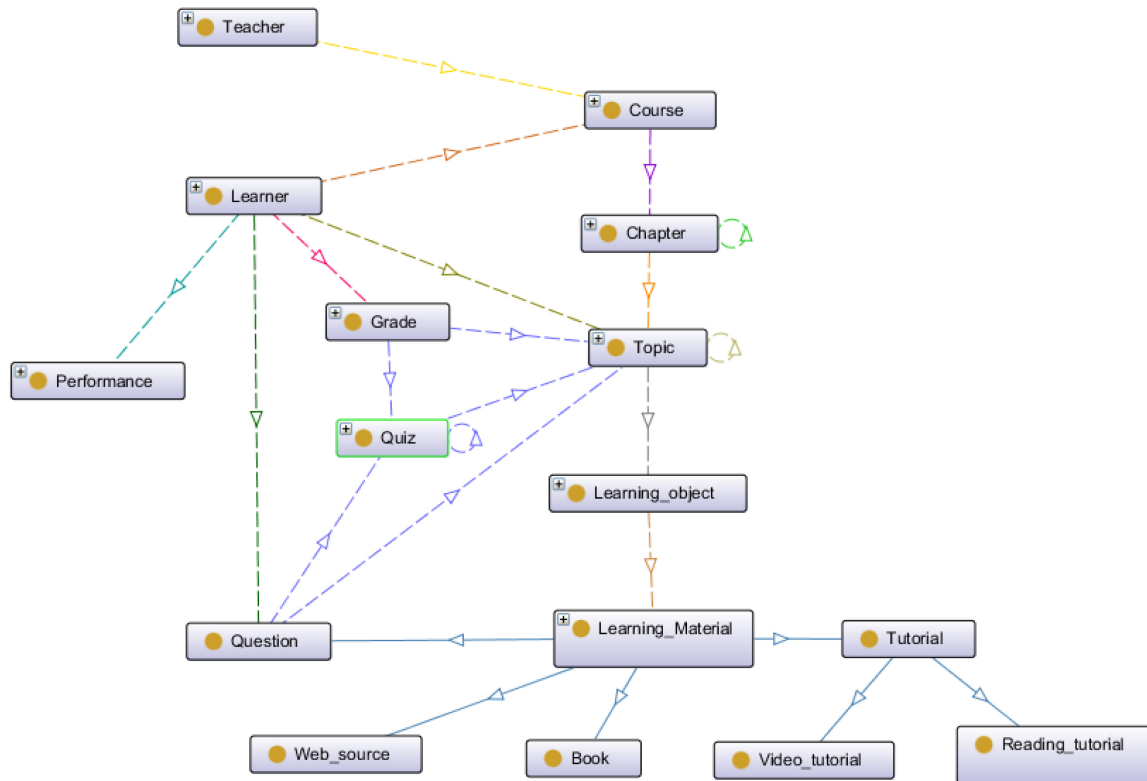 Teacher
Course
Learner
Chapter
Grade
Topic
Performance
Quiz
Learning_object
Question
Learning_Material
Tutorial
Web_source
Book
Video_tutorial
Reading_tutorial